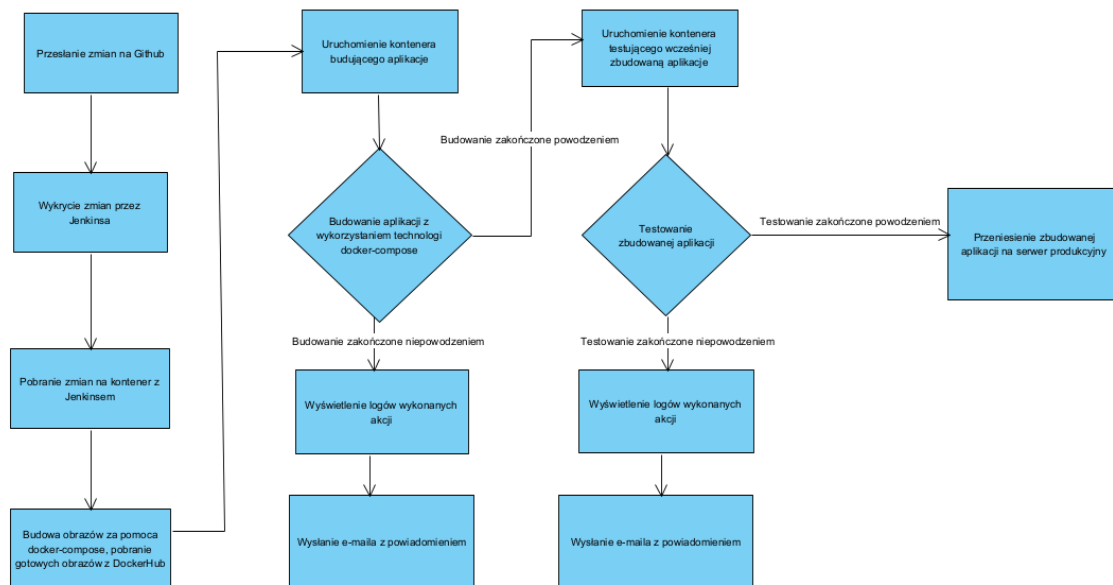 Przesłanie zmian na Github
Wykrycie zmian przez
Jenkinsa
Pobranie zmian na kontener z
Jenkinsem
Budowa obrazów za pomoca
docker-compose, pobranie
gotowych obrazów z DockerHub
Uruchomienie kontenera
budującego aplikacje
Budowanie aplikacji z
wykorzystaniem technologi
docker-compose
Budowanie zakończone powodzeniem
Budowanie zakończone niepowodzeniem
Wyświetlenie logów wykonanych
akcji
Wysłanie e-maila z powiadomieniem
Uruchomienie kontenera
testującego wcześniej
zbudowaną aplikacje
Testowanie
zbudowanej aplikacji
Testowanie zakończone powodzeniem
Testowanie zakończone niepowodzeniem
Wyświetlenie logów wykonanych
akcji
Wysłanie e-maila z powiadomieniem
Przeniesienie zbudowanej
aplikacji na serwer produkcyjny